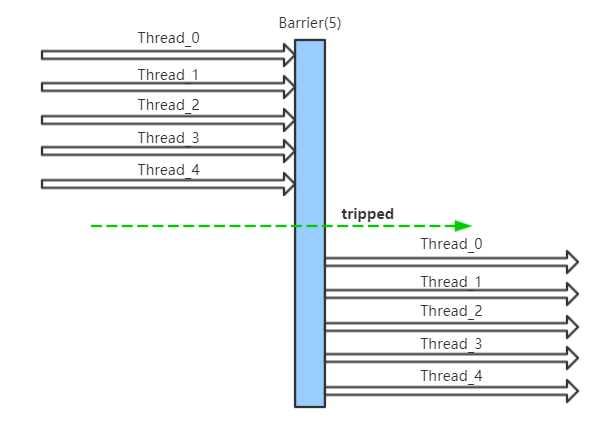 Barrier(5)
Thread_0
Thread_1
Thread_2
Thread_3
Thread_4
tripped
Thread_0
Thread_1
Thread_2
Thread_3
Thread_4